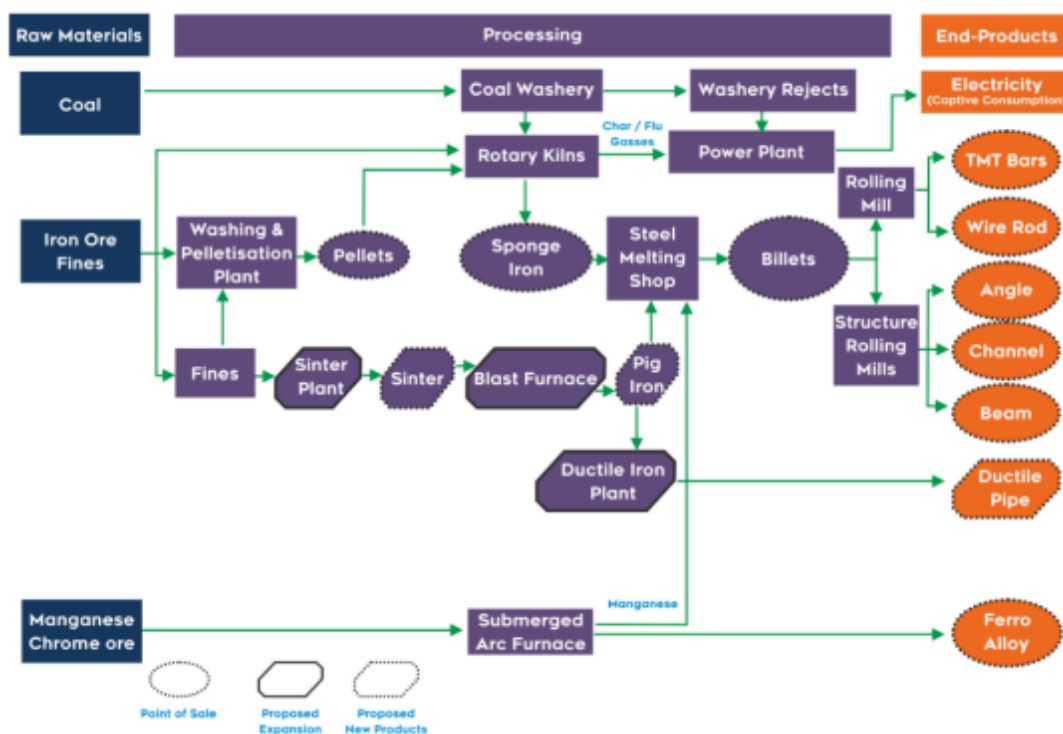 Raw Materials
Processing
End-Products
Coal
Coal Washery
Washery Rejects
Electricity
(Captive Consumption)
Char / Flu
Gasses
Rotary Kilns
Power Plant
TMT Bars
Rolling
Mill
Wire Rod
Iron Ore
Fines
Washing &
Pelletisation
Plant
Pellets
Sponge
Iron
Steel
Melting
Shop
Billets
Angle
Structure
Rolling
Mills
Channel
Fines
Sinter
Plant
Sinter
Blast Furnace
Pig
Iron
Beam
Ductile Iron
Plant
Ductile
Pipe
Manganese
Manganese
Chrome ore
Submerged
Arc Furnace
Ferro
Alloy
Point of Sale
Proposed
Expansion
Proposed
New Products